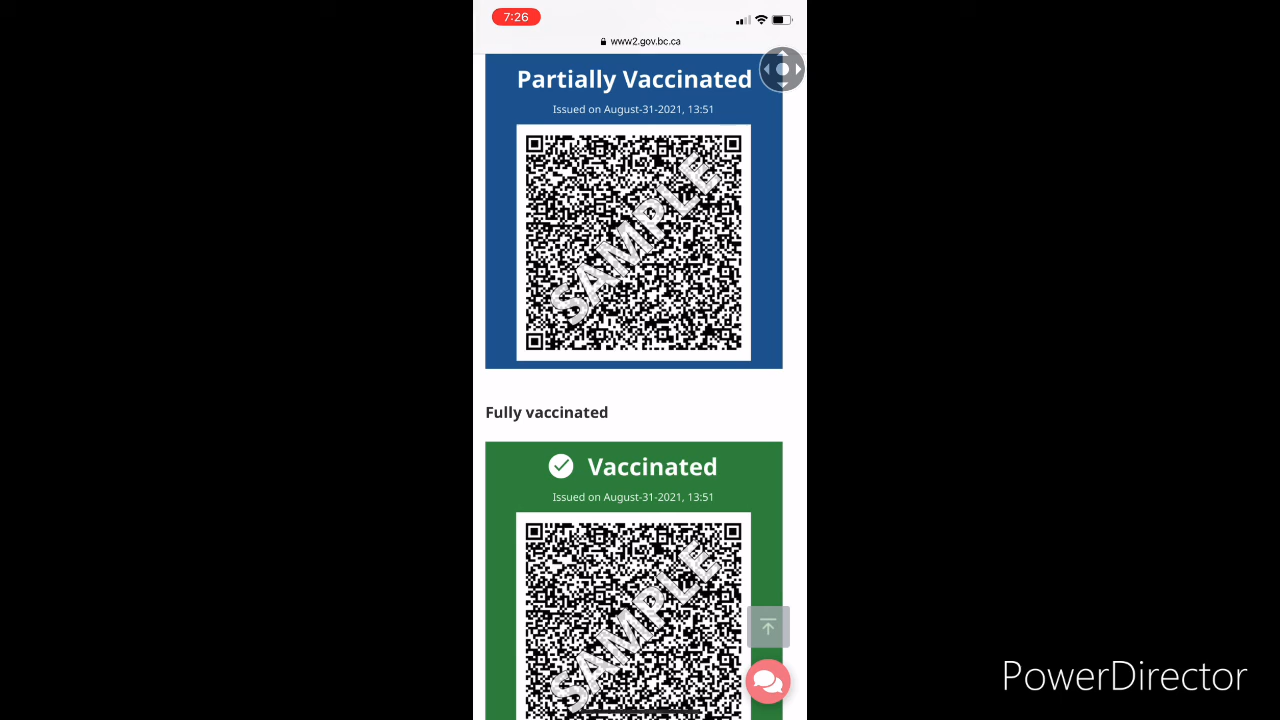 7:26
www2.gov.bc.ca
Partially Vaccinated
Issued on August-31-2021, 13:51
SAMPLE
Fully vaccinated
Vaccinated
Issued on August-31-2021, 13:51
SAMPLE
PowerDirector